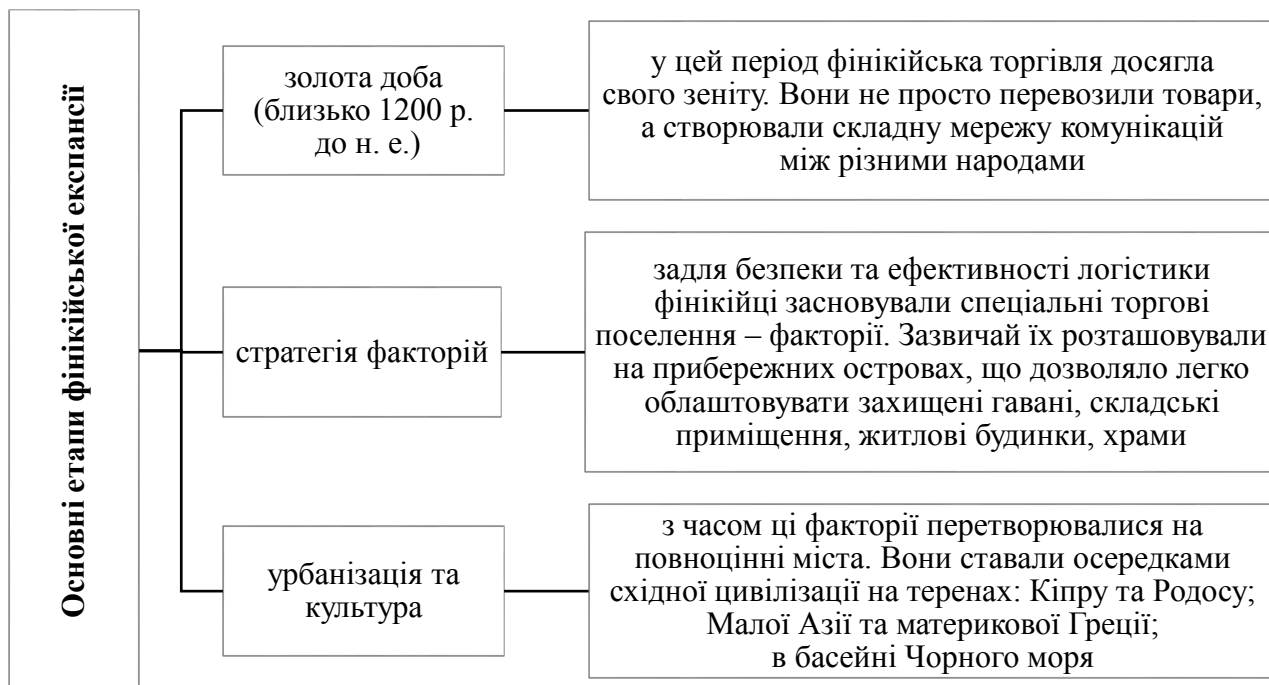 Основні етапи фінікійської експансії
золота доба
(близько 1200 р.
до н. е.)
у цей період фінікійська торгівля досягла
свого зеніту. Вони не просто перевозили товари,
а створювали складну мережу комунікацій
між різними народами
стратегія факторій
задля безпеки та ефективності логістики
фінікійці засновували спеціальні торгові
поселення – факторії. Зазвичай їх розташовували
на прибережних островах, що дозволяло легко
облаштовувати захищені гавані, складські
приміщення, житлові будинки, храми
урбанізація та
культура
з часом ці факторії перетворювалися на
повноцінні міста. Вони ставали осередками
східної цивілізації на теренах: Кіпру та Родосу;
Малої Азії та материкової Греції;
в басейні Чорного моря